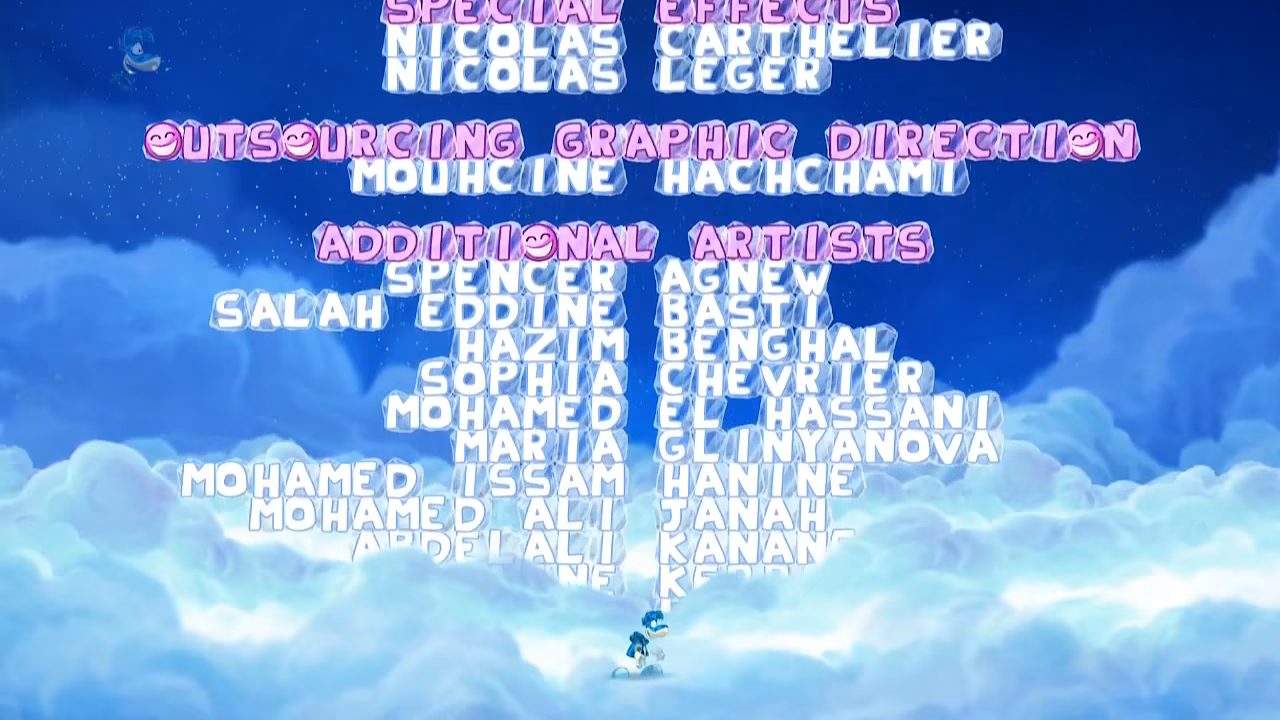 SPECIAL EFFECTS
NICOLAS CARTHELIER
NICOLAS LEGER
OUTSOURCING GRAPHIC DIRECTION
MOUHCINE HACHCHAMI
ADDITIONAL ARTISTS
SPENCER AGNEW
SALAH EDDINE BASTI
HAZIM BENGHAL
SOPHIA CHEVRIER
MOHAMED EL HASSANI
MARIA GLINYANOVA
MOHAMED ISSAM HANINE
MOHAMED ALI JANAH
ABDELALI